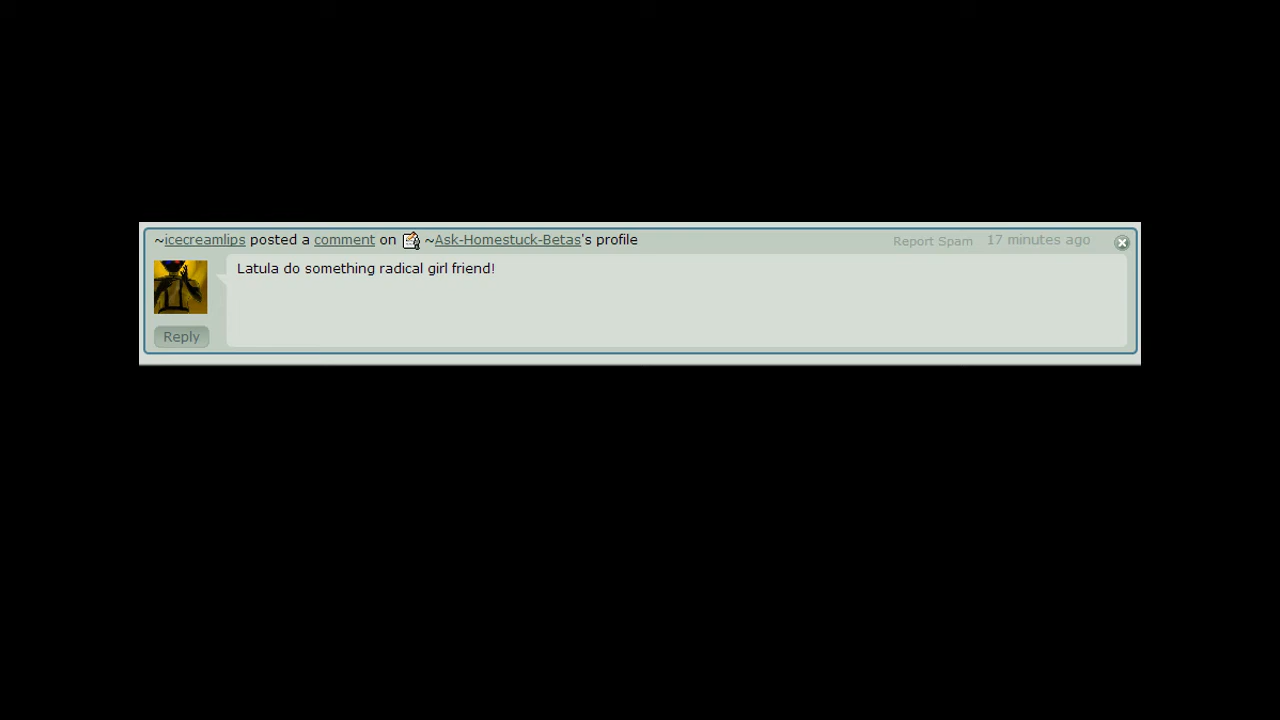 ~icecreamlips posted a comment on ~Ask-Homestuck-Betas's profile Report Spam 17 minutes ago
Latula do something radical girl friend!
Reply